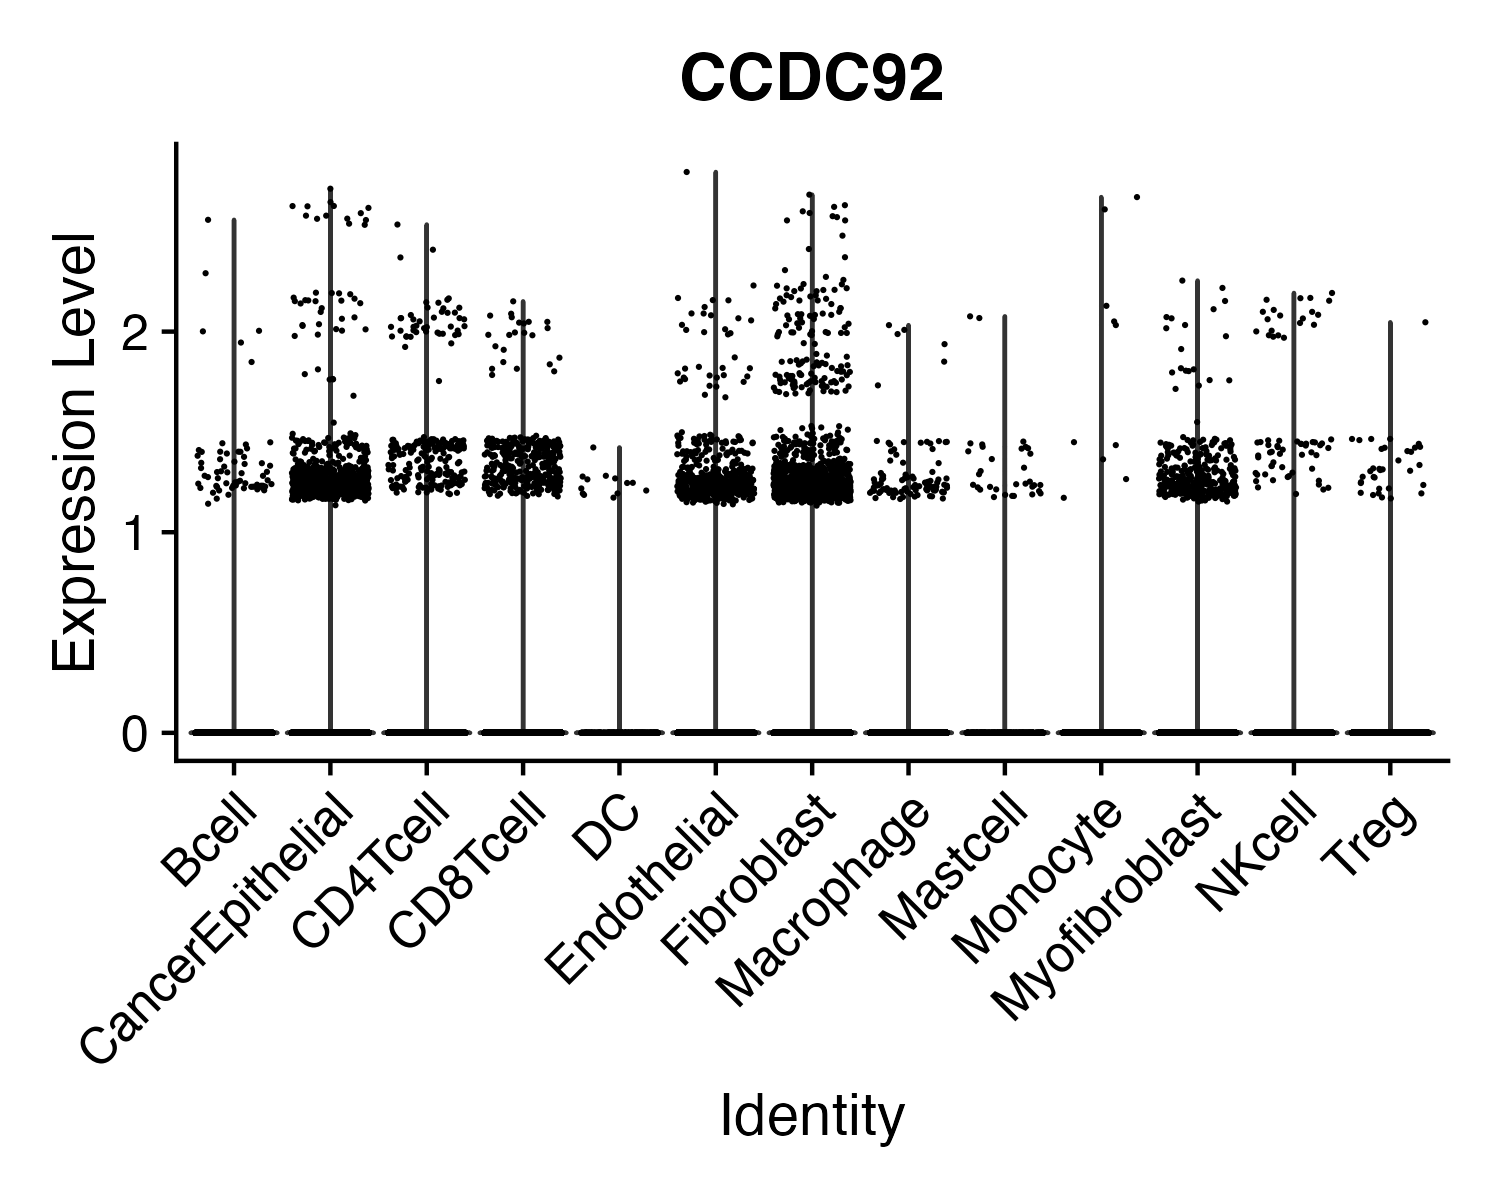 CCDC92
Expression Level
2
1
0
Bcell
CancerEpithelial
CD4Tcell
CD8Tcell
DC
Endothelial
Fibroblast
Macrophage
Mastcell
Monocyte
Myofibroblast
NKcell
Treg
Identity